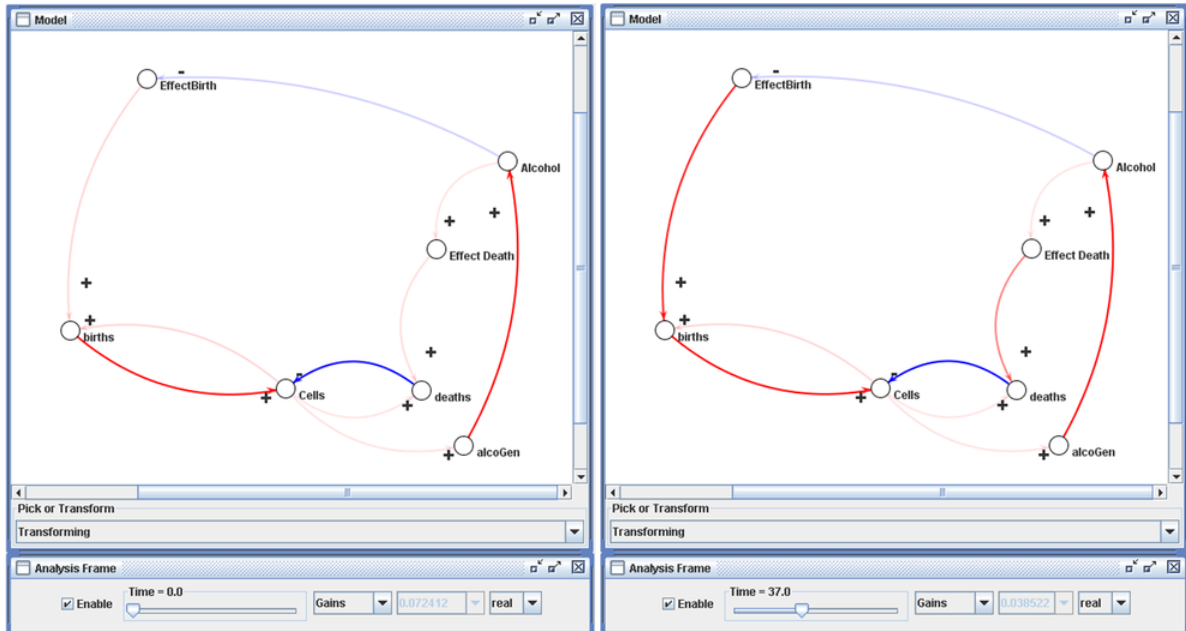 Model
-
EffectBirth
Alcohol
+
+
Effect Death
+
+
births
+
-
Cells
+
deaths
+
alcoGen
+
Pick or Transform
Transforming
Analysis Frame
Time = 0.0
Enable
Gains
0.072412
real
Model
-
EffectBirth
Alcohol
+
+
Effect Death
+
+
births
+
-
Cells
+
deaths
+
alcoGen
+
Pick or Transform
Transforming
Analysis Frame
Time = 37.0
Enable
Gains
0.038522
real